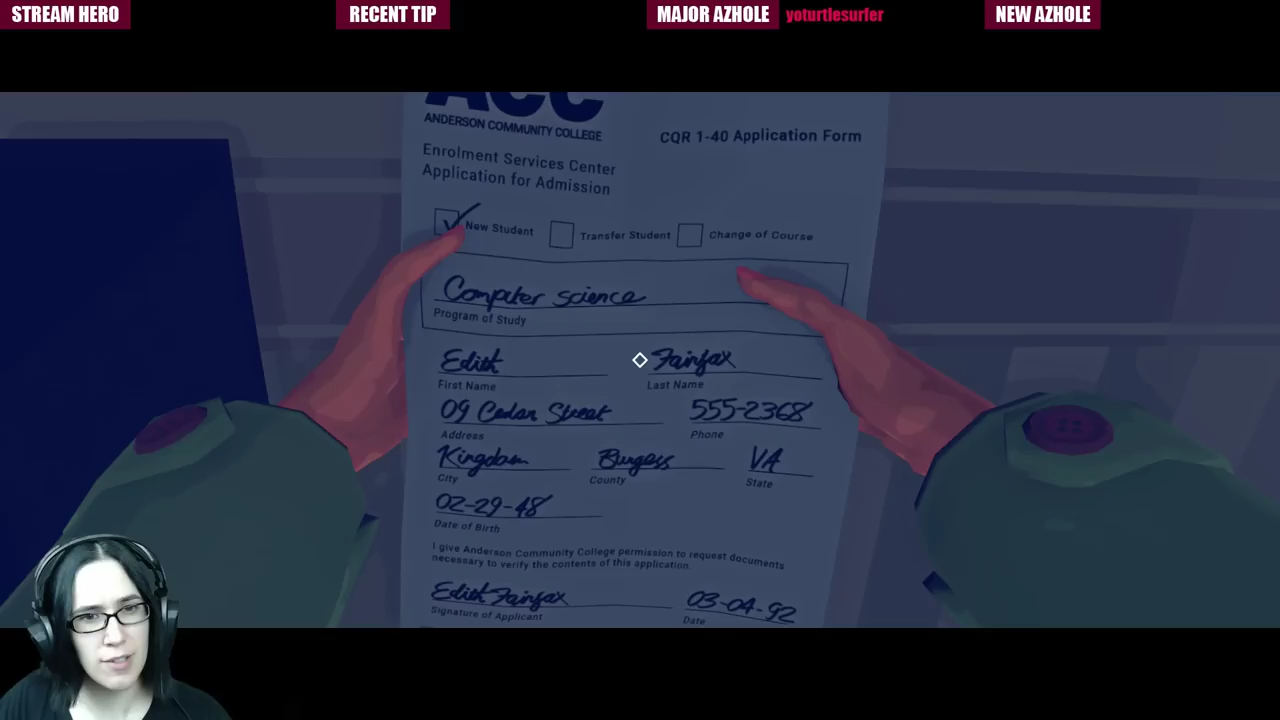 STREAM HERO RECENT TIP MAJOR AZHOLE yoturtlesurfer NEW AZHOLE
ACC
ANDERSON COMMUNITY COLLEGE
CQR 1-40 Application Form
Enrolment Services Center
Application for Admission
New Student Transfer Student Change of Course
Computer science
Program of Study
Edith Fairfax
First Name Last Name
09 Cedar Street 555-2368
Address Phone
Kingdom Burgess VA
City County State
02-29-48
Date of Birth
I give Anderson Community College permission to request documents
necessary to verify the contents of this application.
Edith Fairfax 03-04-92
Signature of Applicant Date